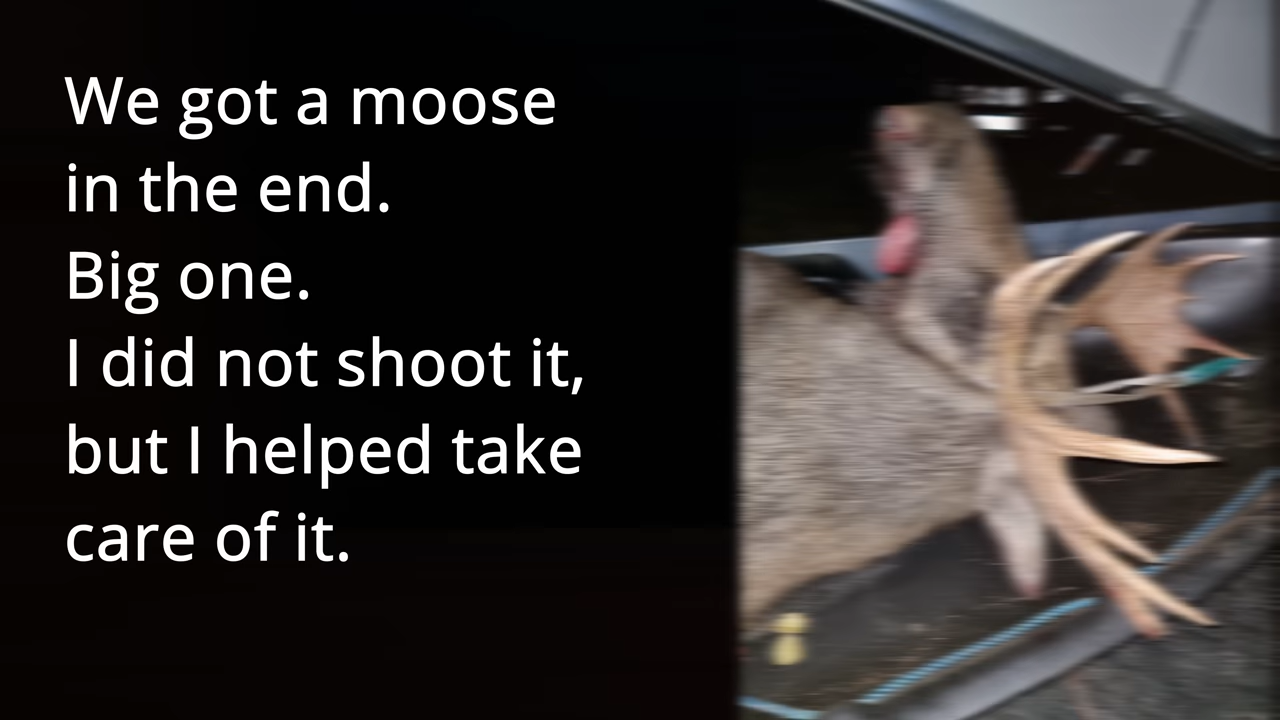 We got a moose
in the end.
Big one.
I did not shoot it,
but I helped take
care of it.